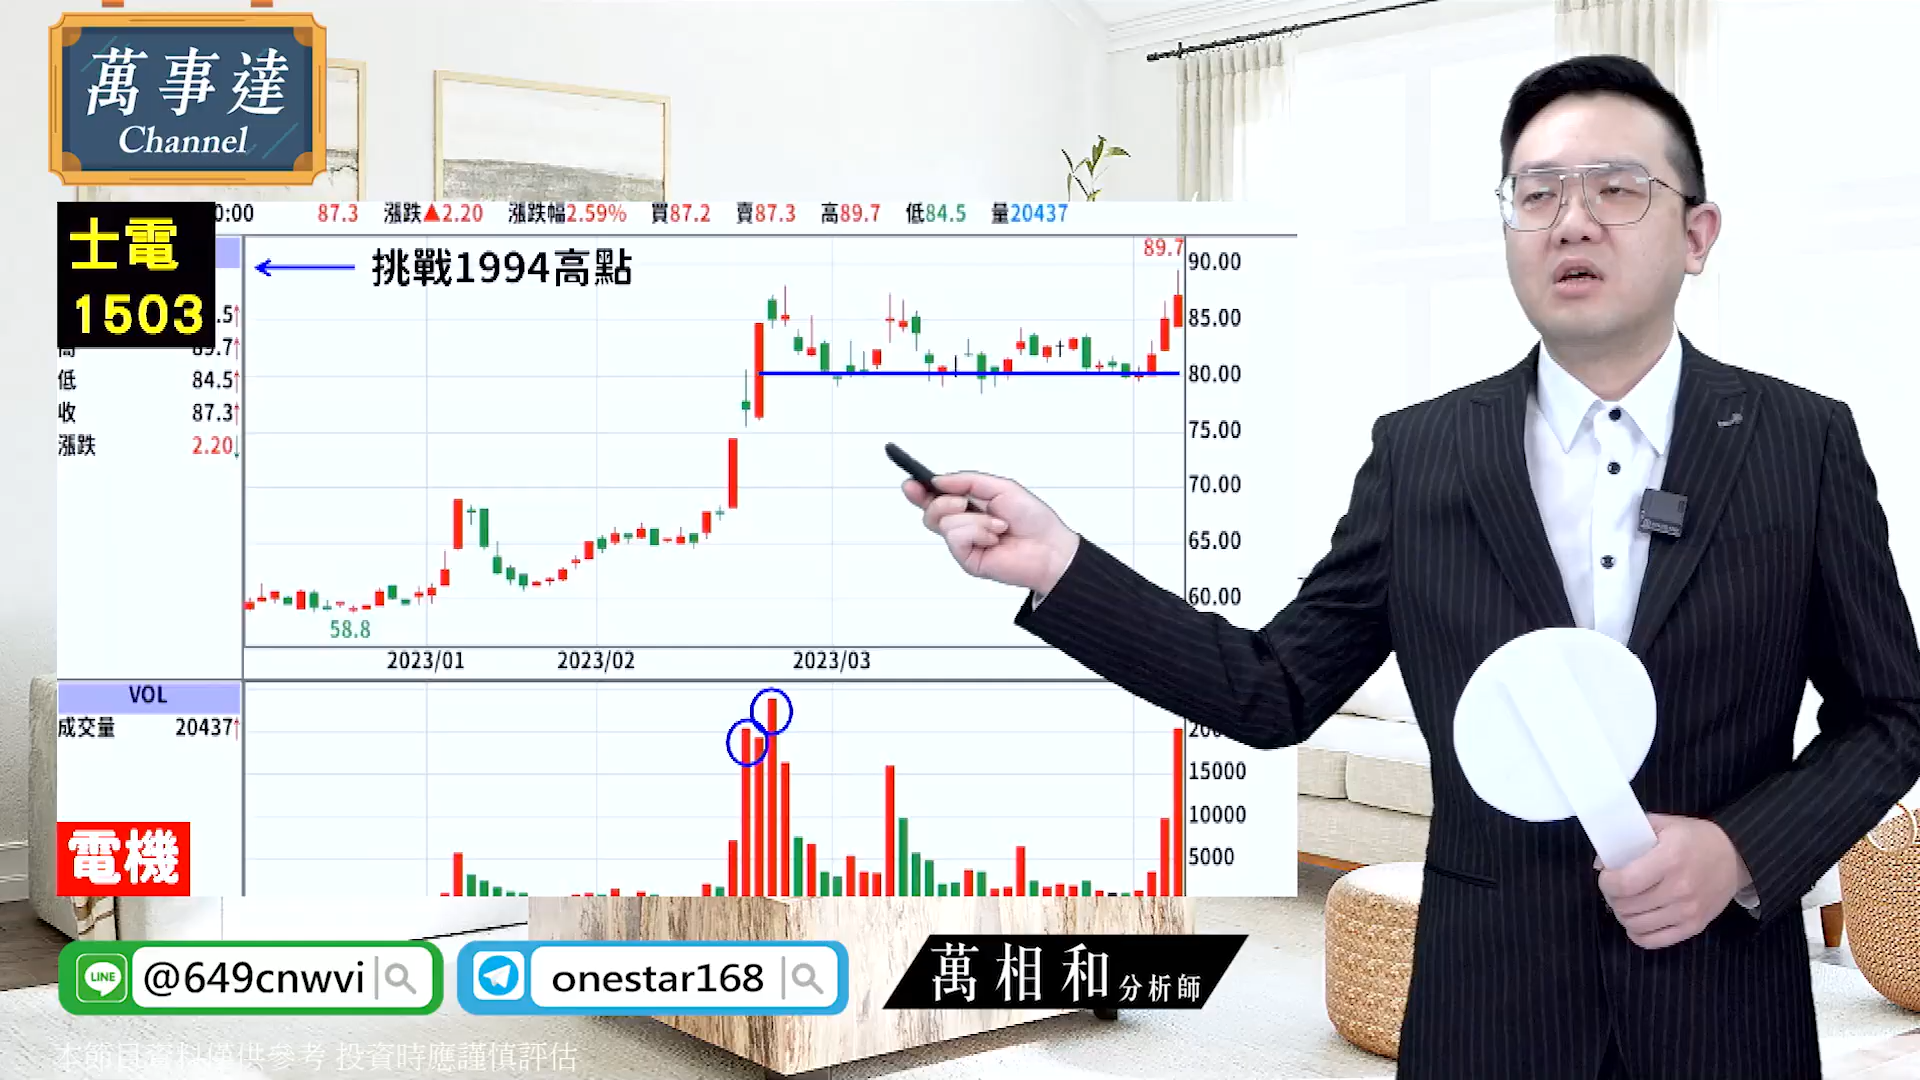 萬事達
Channel
士電
1503
0:00 87.3 漲跌▲2.20 漲跌幅2.59% 買87.2 賣87.3 高89.7 低84.5 量20437
挑戰1994高點
89.7
90.00
85.00
80.00
75.00
70.00
65.00
60.00
.5↑
高 89.7↑
低 84.5↑
收 87.3↑
漲跌 2.20↓
58.8
2023/01 2023/02 2023/03
VOL
成交量 20437↑
15000
10000
5000
電機
LINE @649cnwvi
onestar168
萬相和 分析師
本節目資料僅供參考 投資時應謹慎評估